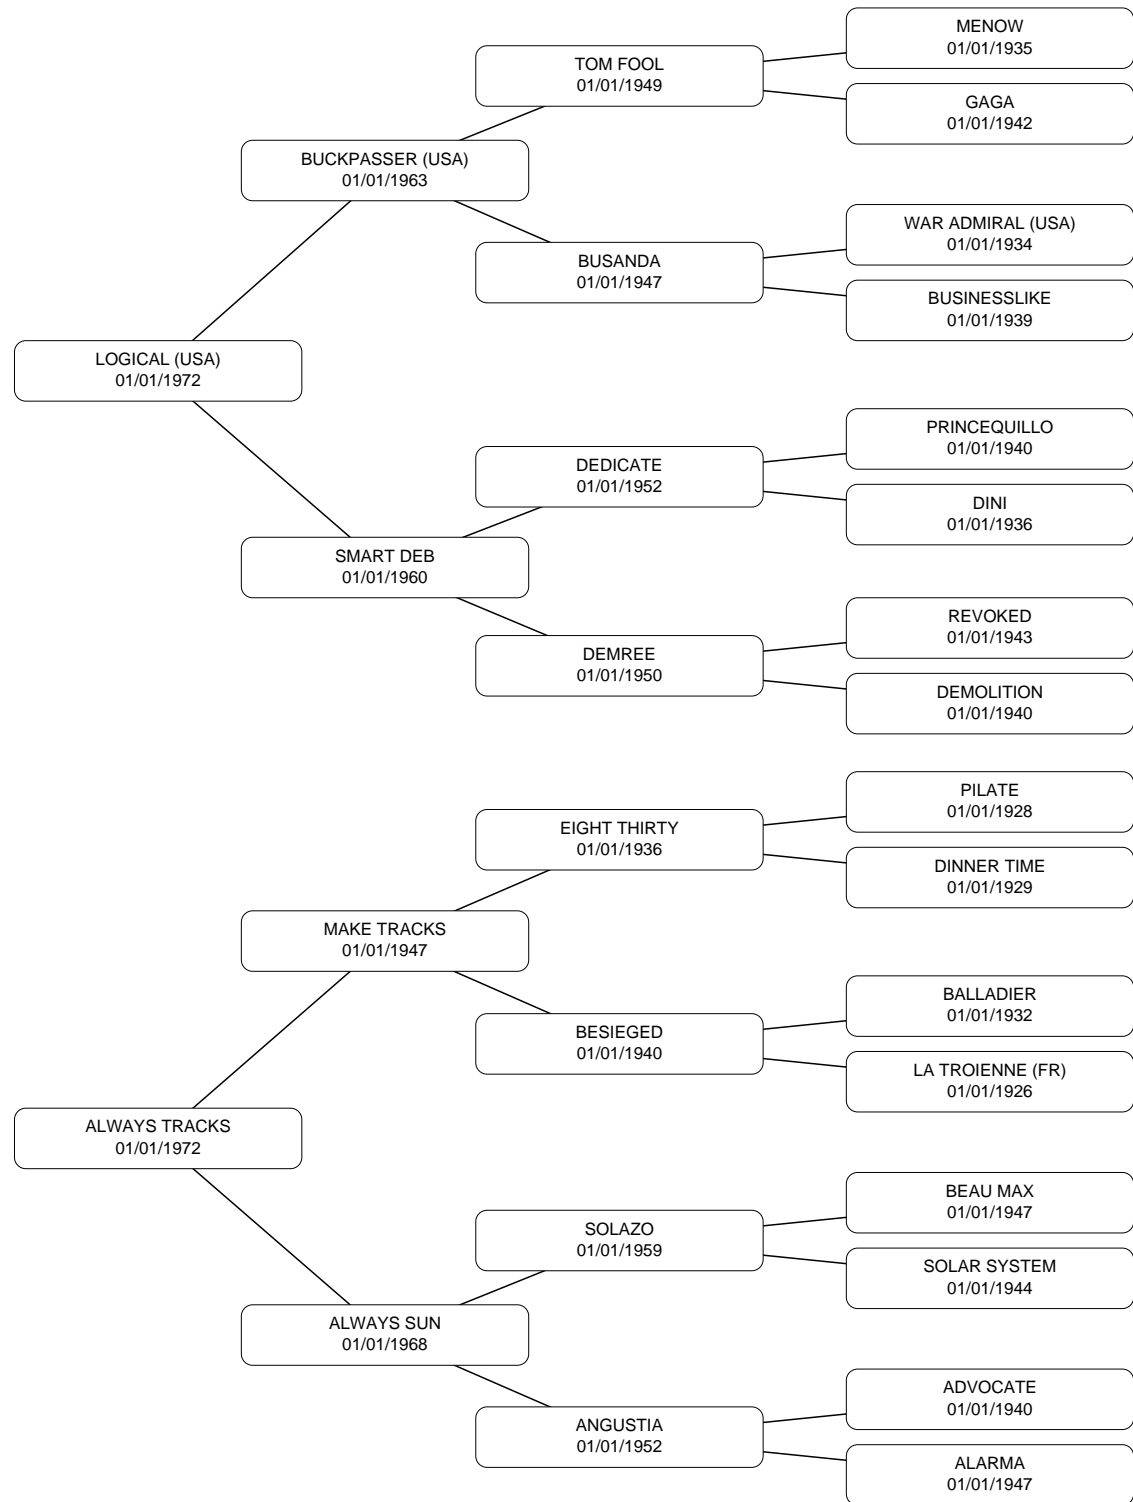 MENOW
01/01/1935
TOM FOOL
01/01/1949
GAGA
01/01/1942
BUCKPASSER (USA)
01/01/1963
WAR ADMIRAL (USA)
01/01/1934
BUSANDA
01/01/1947
BUSINESSLIKE
01/01/1939
LOGICAL (USA)
01/01/1972
PRINCEQUILLO
01/01/1940
DEDICATE
01/01/1952
DINI
01/01/1936
SMART DEB
01/01/1960
REVOKED
01/01/1943
DEMREE
01/01/1950
DEMOLITION
01/01/1940
PILATE
01/01/1928
EIGHT THIRTY
01/01/1936
DINNER TIME
01/01/1929
MAKE TRACKS
01/01/1947
BALLADIER
01/01/1932
BESIEGED
01/01/1940
LA TROIENNE (FR)
01/01/1926
ALWAYS TRACKS
01/01/1972
BEAU MAX
01/01/1947
SOLAZO
01/01/1959
SOLAR SYSTEM
01/01/1944
ALWAYS SUN
01/01/1968
ADVOCATE
01/01/1940
ANGUSTIA
01/01/1952
ALARMA
01/01/1947